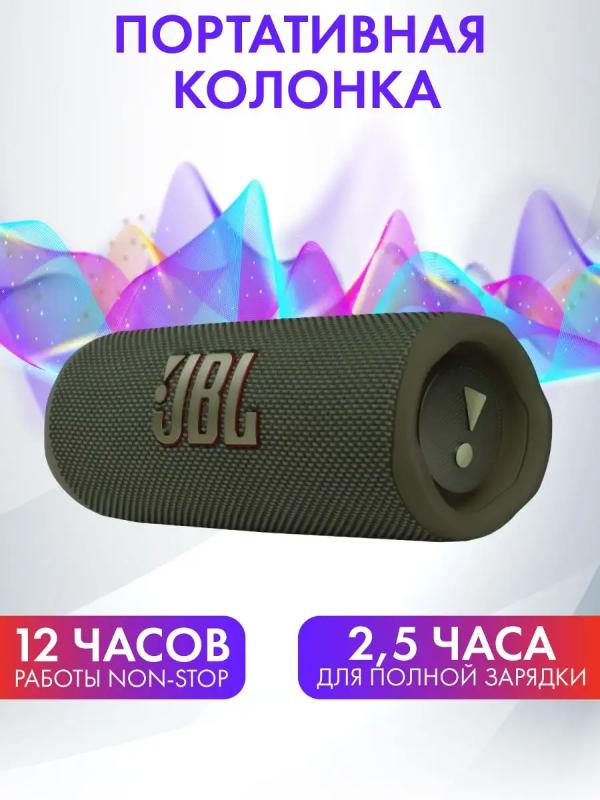 ПОРТАТИВНАЯ
КОЛОНКА
JBL
12 ЧАСОВ
РАБОТЫ NON-STOP
2,5 ЧАСА
ДЛЯ ПОЛНОЙ ЗАРЯДКИ